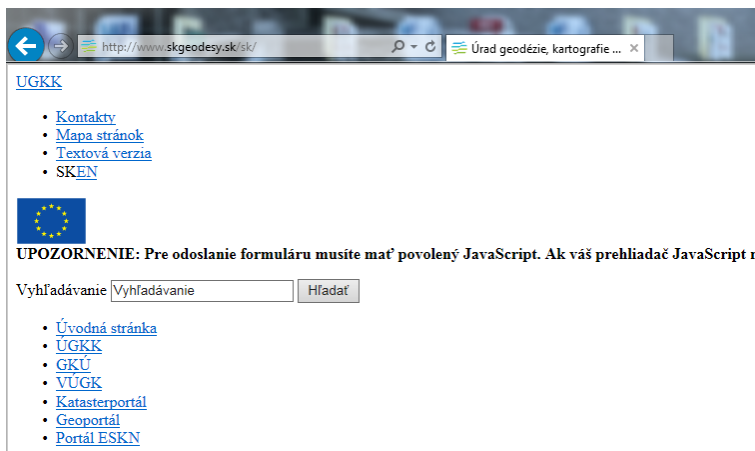 http://www.skgeodesy.sk/sk/
Úrad geodézie, kartografie ...
UGKK
Kontakty
Mapa stránok
Textová verzia
SKEN
UPOZORNENIE: Pre odoslanie formuláru musíte mať povolený JavaScript. Ak váš prehliadač JavaScript
Vyhľadávanie Vyhľadávanie Hľadať
Úvodná stránka
ÚGKK
GKÚ
VÚGK
Katasterportál
Geoportál
Portál ESKN